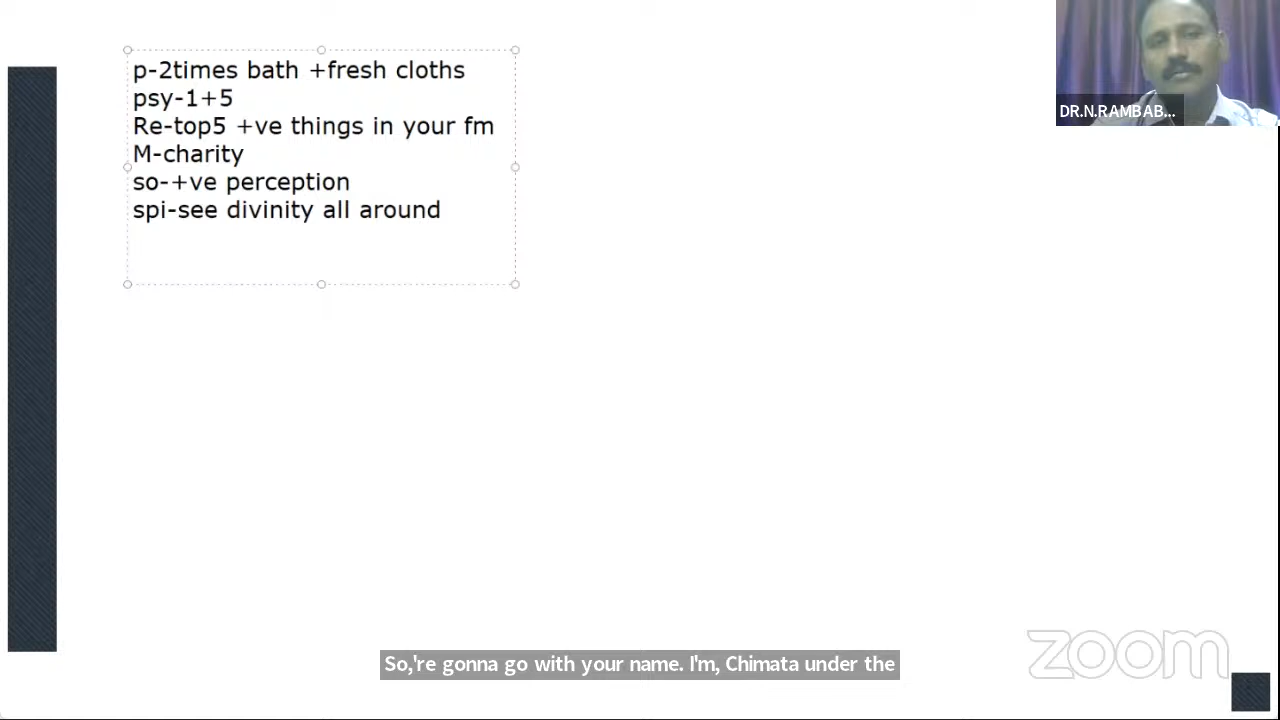 p-2times bath +fresh cloths
psy-1+5
Re-top5 +ve things in your fm
M-charity
so-+ve perception
spi-see divinity all around
DR.N.RAMBAB...
So,'re gonna go with your name. I'm, Chimata under the
zoom